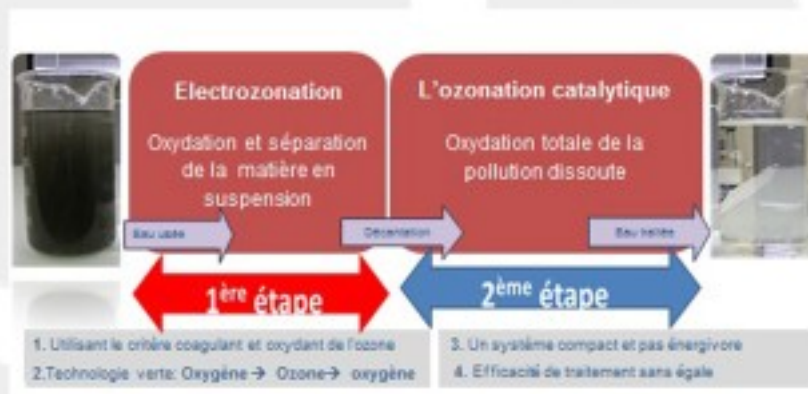 Electrozonation
Oxydation et séparation
de la matière en
suspension
L'ozonation catalytique
Oxydation totale de la
pollution dissoute
Eau usée
Décantation
Eau traitée
1ère étape
2ème étape
1. Utilisant le critère coagulant et oxydant de l'ozone
2.Technologie verte: Oxygène → Ozone→ oxygène
3. Un système compact et pas énergivore
4. Efficacité de traitement sans égale